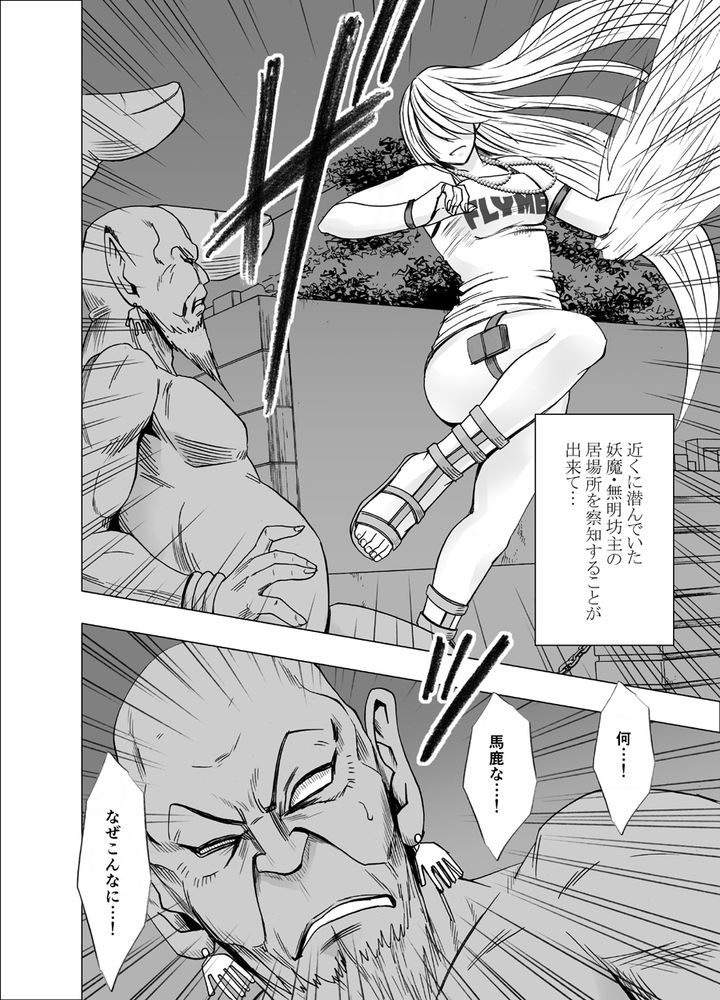 FLYME
近くに潜んでいた
妖魔・無明坊主の
居場所を察知することが
出来て…
何…！
馬鹿な…！
なぜこんなに…！